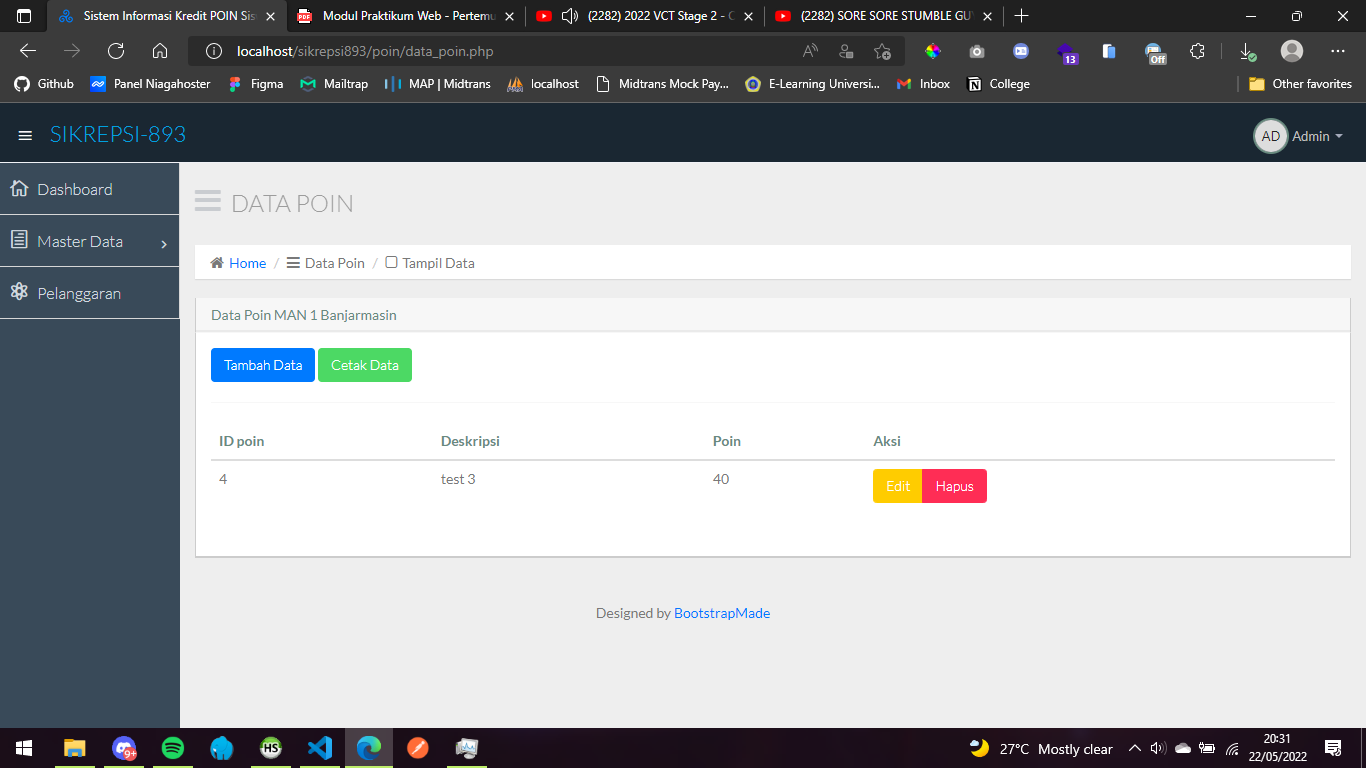 Sistem Informasi Kredit POIN Sis
Modul Praktikum Web - Pertemu
(2282) 2022 VCT Stage 2 - C
(2282) SORE SORE STUMBLE GU
localhost/sikrepsi893/poin/data_poin.php
13
Off
Github
Panel Niagahoster
Figma
Mailtrap
MAP | Midtrans
localhost
Midtrans Mock Pay...
E-Learning Universi...
Inbox
College
Other favorites
SIKREPSI-893
AD
Admin
Dashboard
Master Data
Pelanggaran
DATA POIN
Home / Data Poin / Tampil Data
Data Poin MAN 1 Banjarmasin
Tambah Data
Cetak Data
ID poin Deskripsi Poin Aksi
4 test 3 40 Edit Hapus
Designed by BootstrapMade
9+
HS
27°C Mostly clear
20:31
22/05/2022